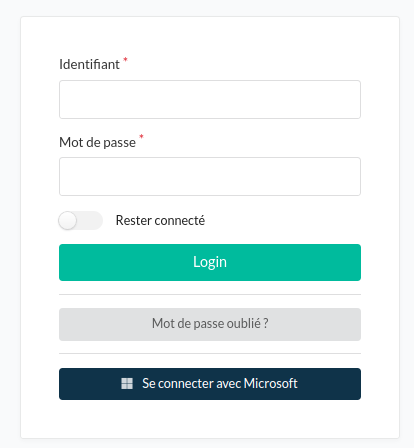 Identifiant *
Mot de passe *
Rester connecté
Login
Mot de passe oublié ?
Se connecter avec Microsoft